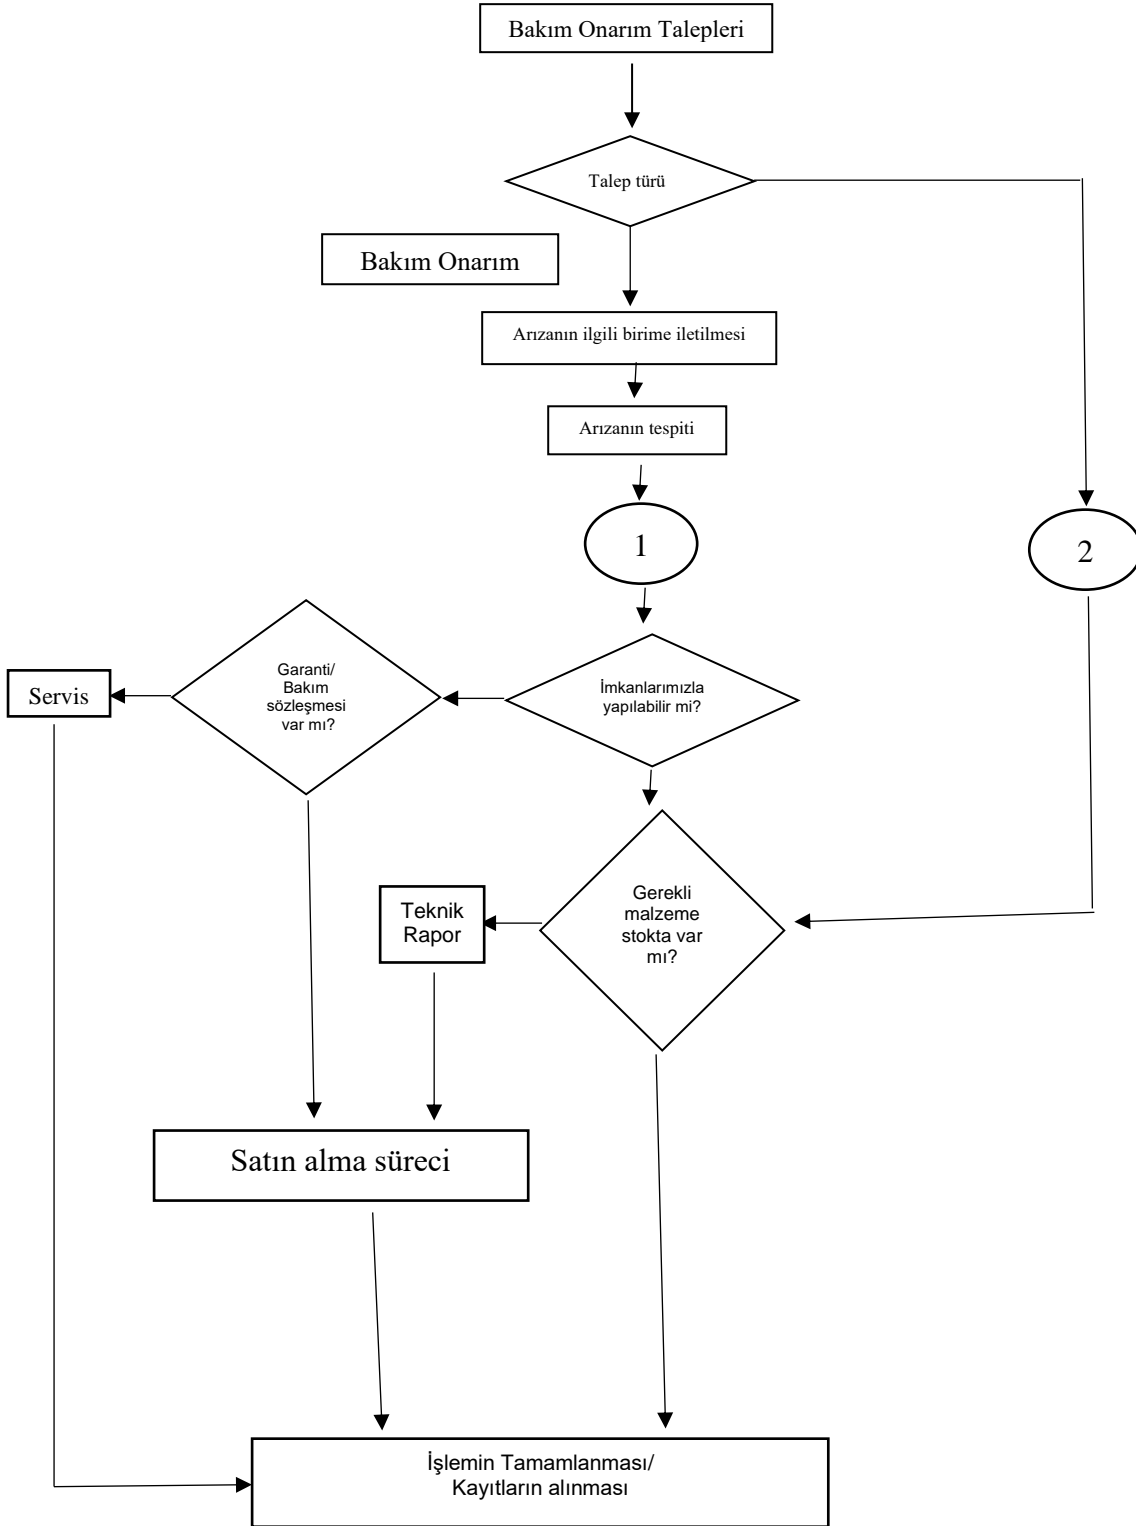 Bakım Onarım Talepleri
Talep türü
Bakım Onarım
Arızanın ilgili birime iletilmesi
Arızanın tespiti
1
2
Garanti/
Bakım
sözleşmesi
var mı?
Servis
İmkanlarımızla
yapılabilir mi?
Teknik
Rapor
Gerekli
malzeme
stokta var
mı?
Satın alma süreci
İşlemin Tamamlanması/
Kayıtların alınması